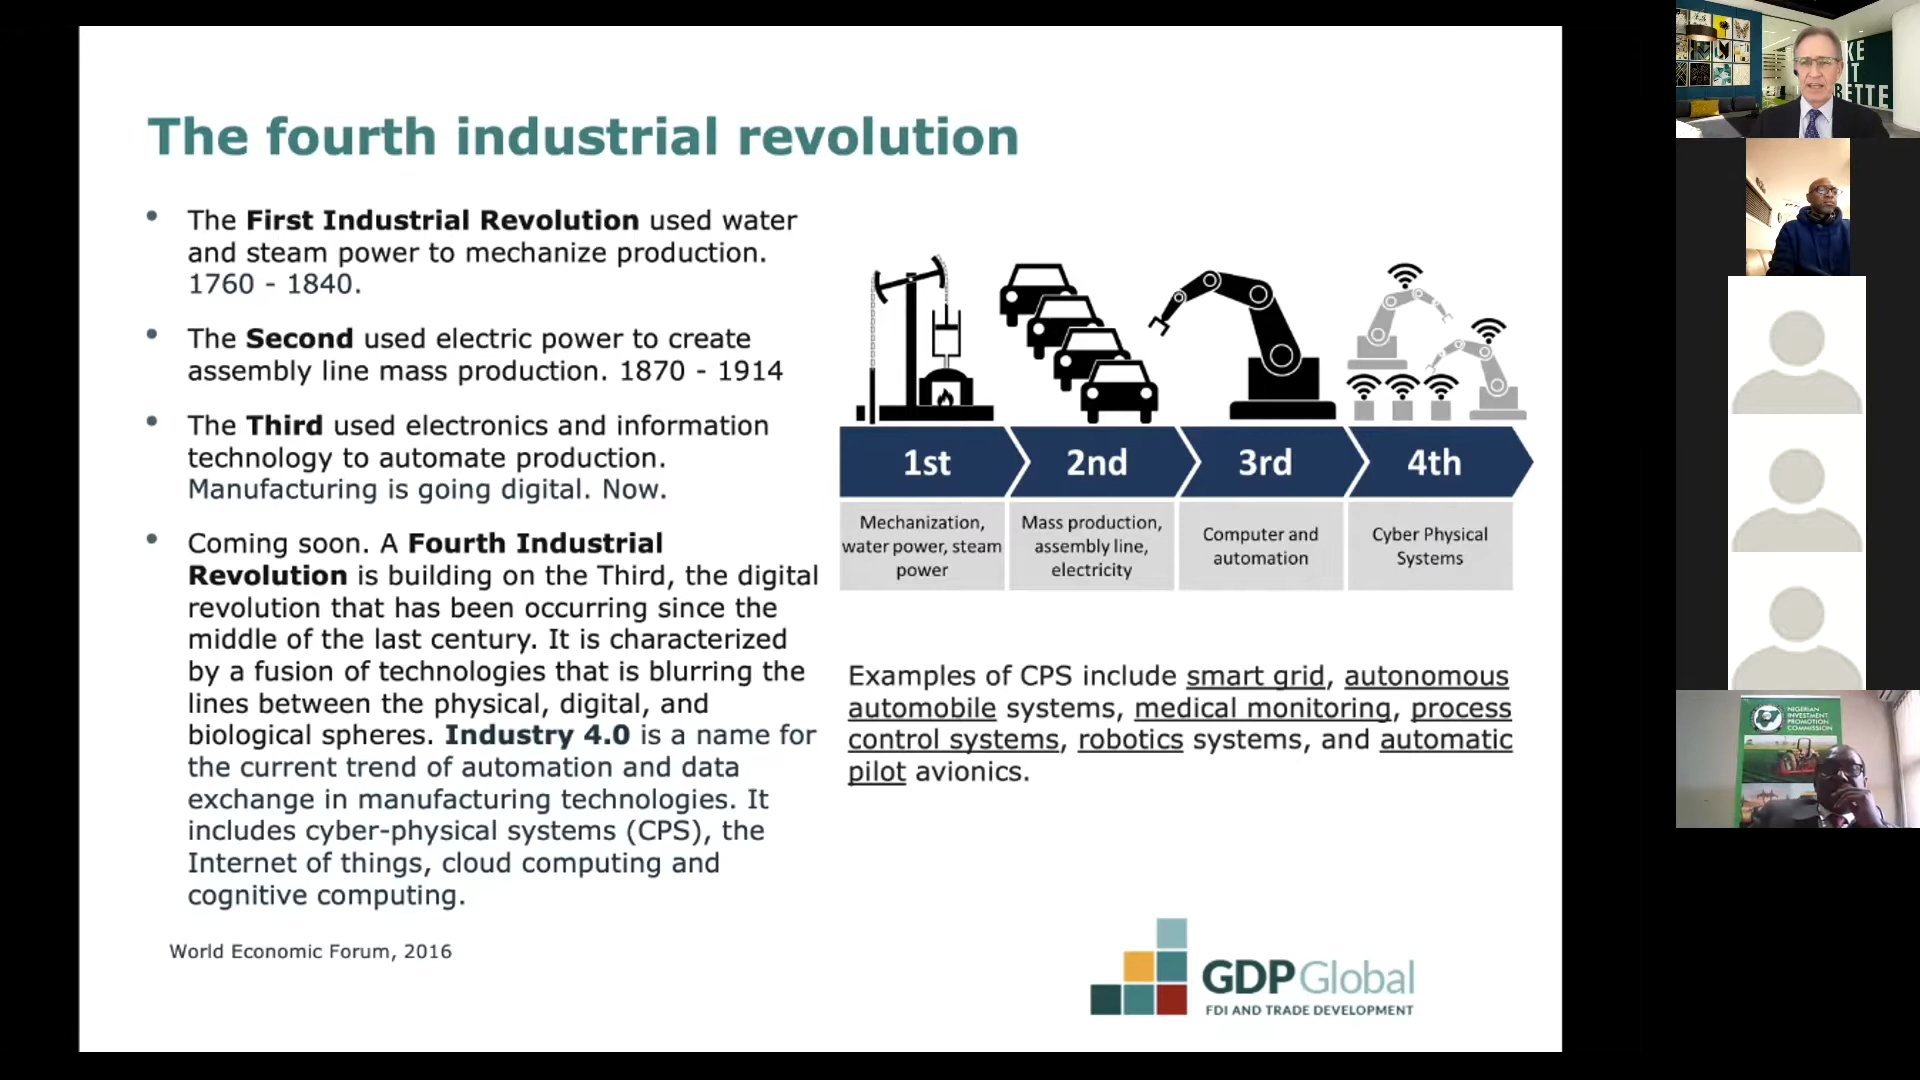 The fourth industrial revolution
• The First Industrial Revolution used water
and steam power to mechanize production.
1760 - 1840.
• The Second used electric power to create
assembly line mass production. 1870 - 1914
• The Third used electronics and information
technology to automate production.
Manufacturing is going digital. Now.
• Coming soon. A Fourth Industrial
Revolution is building on the Third, the digital
revolution that has been occurring since the
middle of the last century. It is characterized
by a fusion of technologies that is blurring the
lines between the physical, digital, and
biological spheres. Industry 4.0 is a name for
the current trend of automation and data
exchange in manufacturing technologies. It
includes cyber-physical systems (CPS), the
Internet of things, cloud computing and
cognitive computing.
World Economic Forum, 2016
1st
2nd
3rd
4th
Mechanization,
water power, steam
power
Mass production,
assembly line,
electricity
Computer and
automation
Cyber Physical
Systems
Examples of CPS include smart grid, autonomous
automobile systems, medical monitoring, process
control systems, robotics systems, and automatic
pilot avionics.
GDP Global
FDI AND TRADE DEVELOPMENT
NIGERIAN
INVESTMENT
PROMOTION
COMMISSION